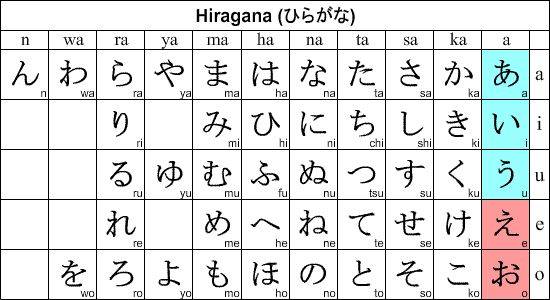 Hiragana (ひらがな)
n wa ra ya ma ha na ta sa ka a
ん n わ wa ら ra や ya ま ma は ha な na た ta さ sa か ka あ a a
り ri み mi ひ hi に ni ち chi し shi き ki い i i
る ru ゆ yu む mu ふ fu ぬ nu つ tsu す su く ku う u u
れ re め me へ he ね ne て te せ se け ke え e e
を wo ろ ro よ yo も mo ほ ho の no と to そ so こ ko お o o